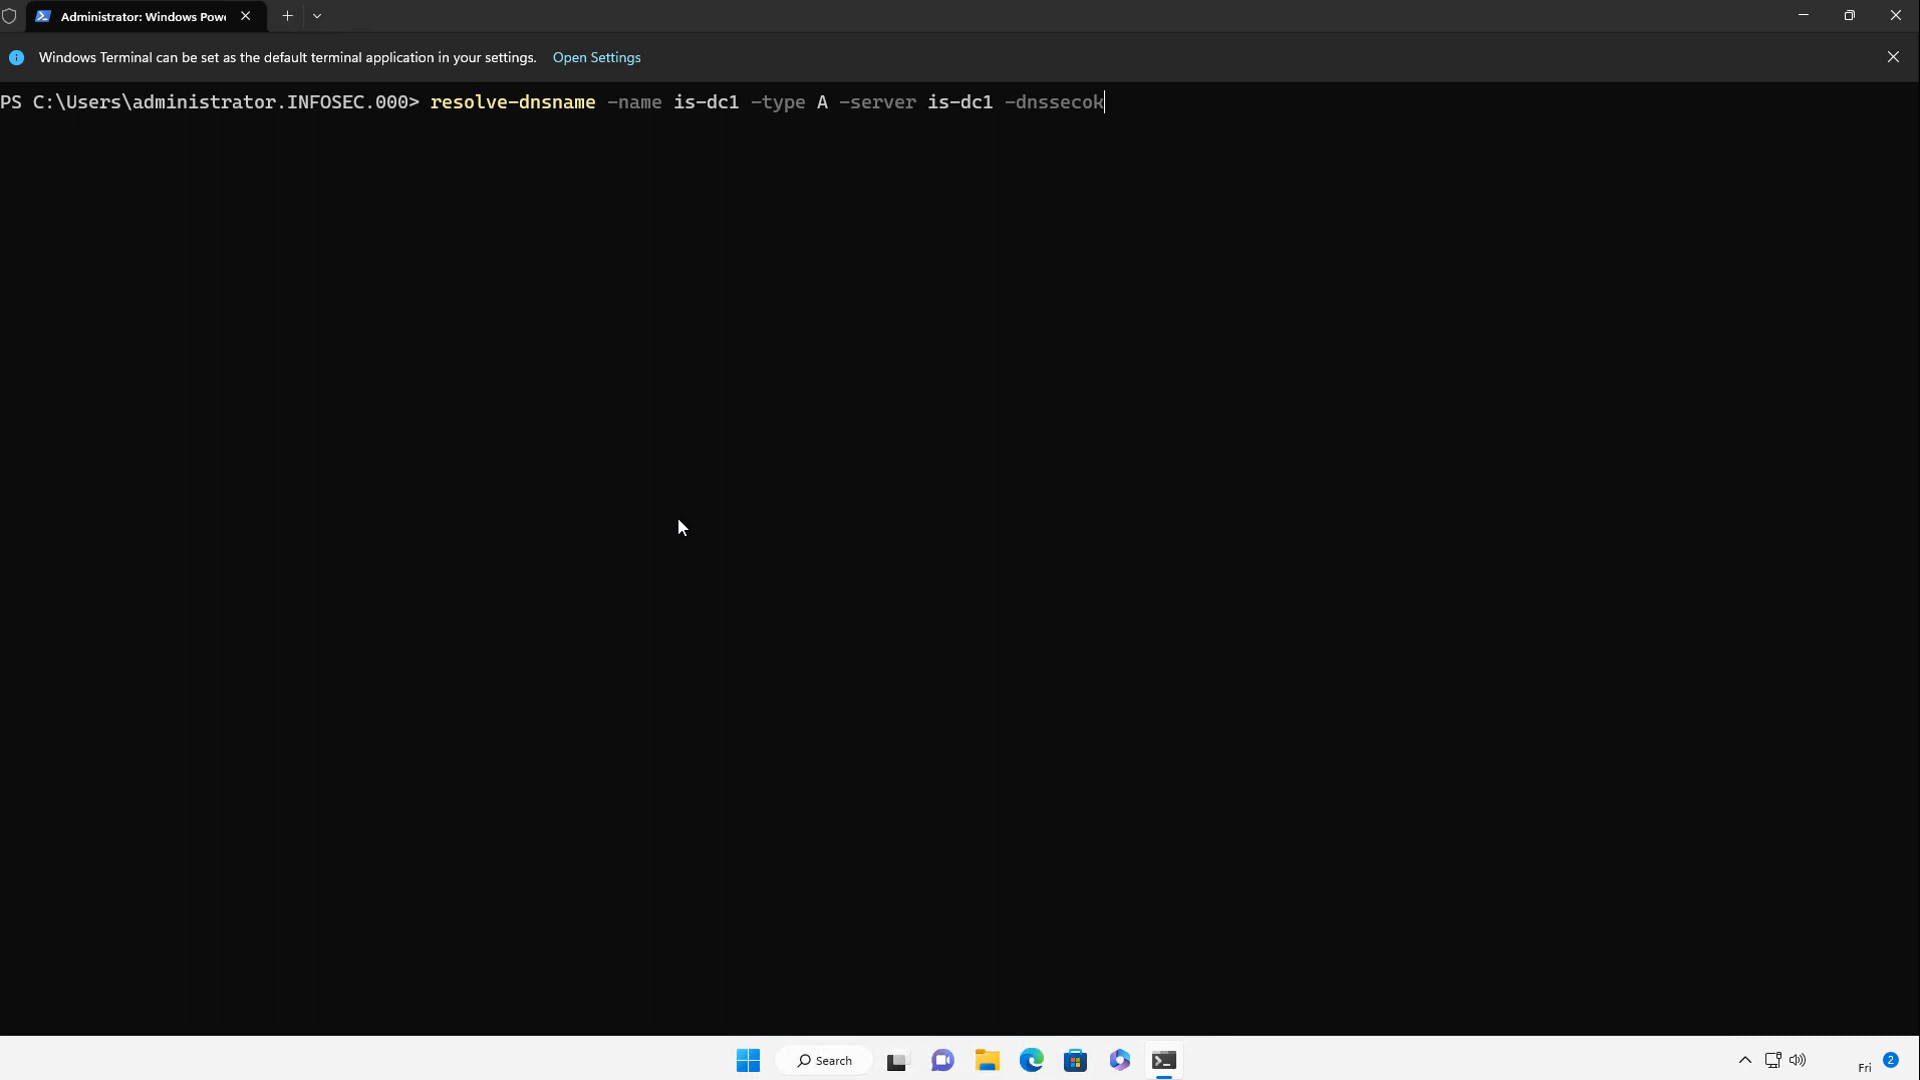 Administrator: Windows Powe
Windows Terminal can be set as the default terminal application in your settings. Open Settings
PS C:\Users\administrator.INFOSEC.000> resolve-dnsname -name is-dc1 -type A -server is-dc1 -dnssecok
Search
Fri 2